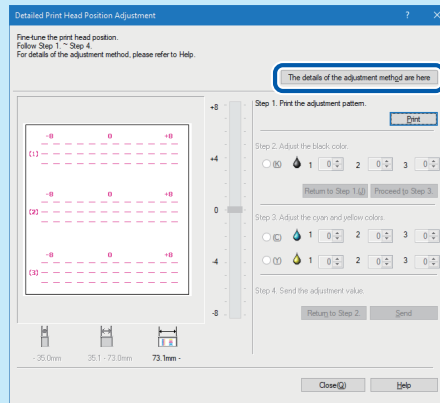 Detailed Print Head Position Adjustment
Fine-tune the print head position.
Follow Step 1. ~ Step 4.
For details of the adjustment method, please refer to Help.
The details of the adjustment method are here
-8 0 +8
(1)
-8 0 +8
(2)
-8 0 +8
(3)
- 35.0mm 35.1 - 73.0mm 73.1mm -
+8
+4
0
-4
-8
Step 1. Print the adjustment pattern.
Print
Step 2. Adjust the black color.
(K) 1 0 2 0 3 0
Return to Step 1.(J) Proceed to Step 3.
Step 3. Adjust the cyan and yellow colors
(C) 1 0 2 0 3 0
(Y) 1 0 2 0 3 0
Step 4. Send the adjustment value.
Return to Step 2. Send
Close(Q) Help